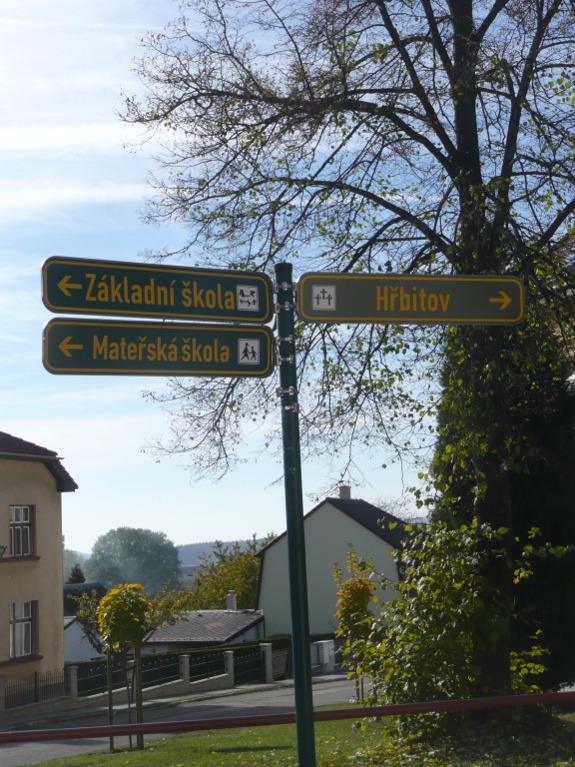 Základní škola
Mateřská škola
Hřbitov